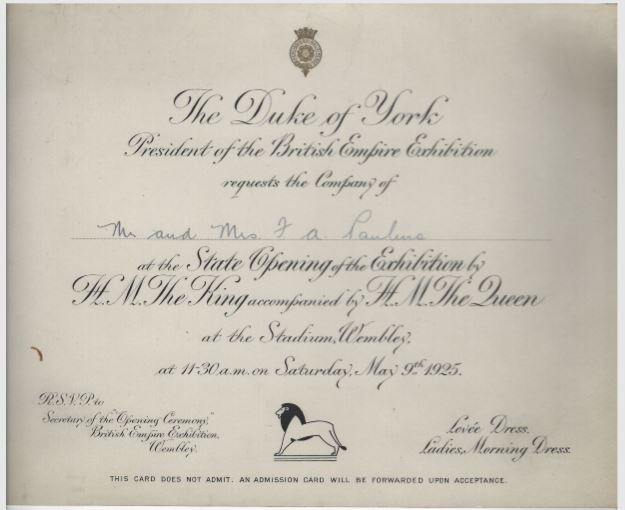 The Duke of York
President of the British Empire Exhibition
requests the Company of
Mr. and Mrs. F A.
at the State Opening of the Exhibition by
H.M. The King accompanied by H.M. The Queen
at the Stadium, Wembley,
at 11-30 a.m. on Saturday, May 9th 1925.
R.S.V.P. to
Secretary of the "Opening Ceremony,"
British Empire Exhibition,
Wembley.
Levée Dress.
Ladies, Morning Dress.
THIS CARD DOES NOT ADMIT. AN ADMISSION CARD WILL BE FORWARDED UPON ACCEPTANCE.